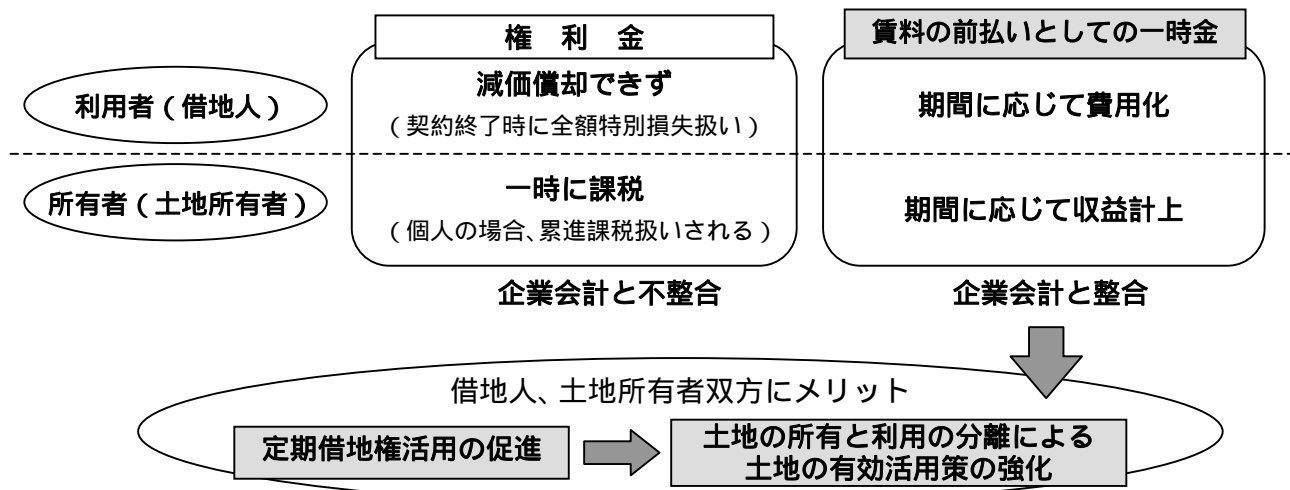 権 利 金
賃料の前払いとしての一時金
利用者（借地人）
減価償却できず
（契約終了時に全額特別損失扱い）
期間に応じて費用化
所有者（土地所有者）
一時に課税
（個人の場合、累進課税扱いされる）
期間に応じて収益計上
企業会計と不整合
企業会計と整合
借地人、土地所有者双方にメリット
定期借地権活用の促進
土地の所有と利用の分離による
土地の有効活用策の強化